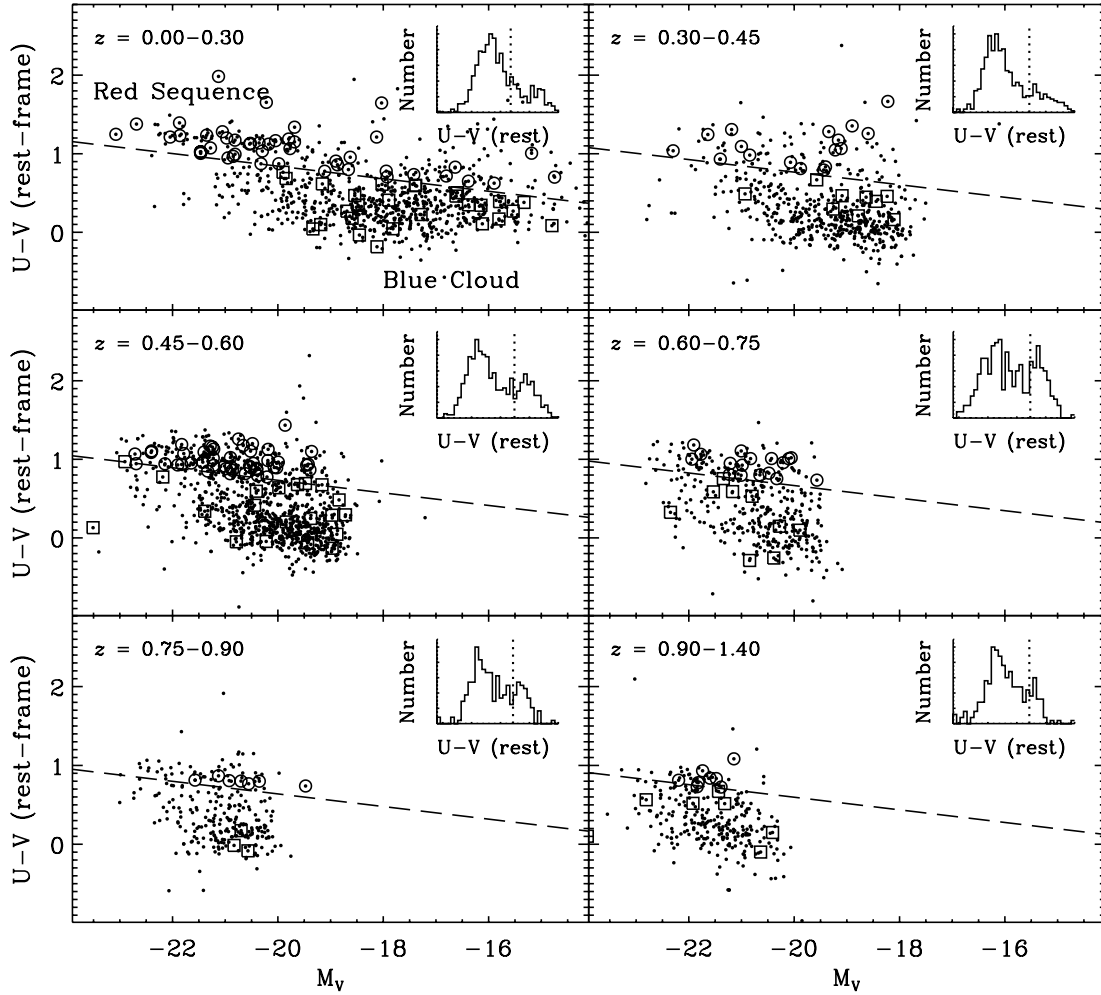 z = 0.00−0.30
Red Sequence
Blue Cloud
Number
U−V (rest)
2
1
0
U−V (rest−frame)
z = 0.30−0.45
Number
U−V (rest)
z = 0.45−0.60
Number
U−V (rest)
2
1
0
U−V (rest−frame)
z = 0.60−0.75
Number
U−V (rest)
z = 0.75−0.90
Number
U−V (rest)
2
1
0
U−V (rest−frame)
z = 0.90−1.40
Number
U−V (rest)
−22 −20 −18 −16
−22 −20 −18 −16
M_V
M_V